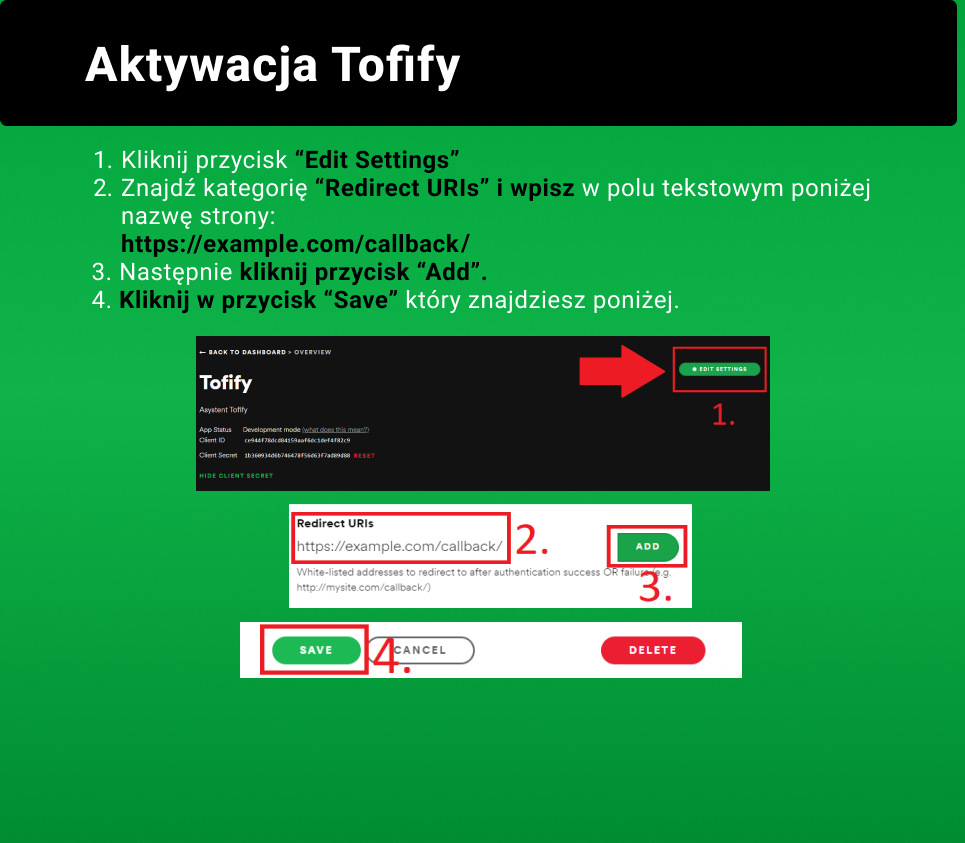 Aktywacja Tofify
1. Kliknij przycisk “Edit Settings”
2. Znajdź kategorię “Redirect URIs” i wpisz w polu tekstowym poniżej
nazwę strony:
https://example.com/callback/
3. Następnie kliknij przycisk “Add”.
4. Kliknij w przycisk “Save” który znajdziesz poniżej.
← BACK TO DASHBOARD > OVERVIEW
EDIT SETTINGS
Tofify
1.
Asystent Tofify
App Status Development mode (what does this mean?)
Client ID ce944f78dcd84159aaf6dc1def4f82c9
Client Secret 1b360934d6b746478f56d63f7ad89d88 RESET
HIDE CLIENT SECRET
Redirect URIs
https://example.com/callback/
2.
ADD
White-listed addresses to redirect to after authentication success OR failure (e.g.
http://mysite.com/callback/)
3.
SAVE
4.
CANCEL
DELETE